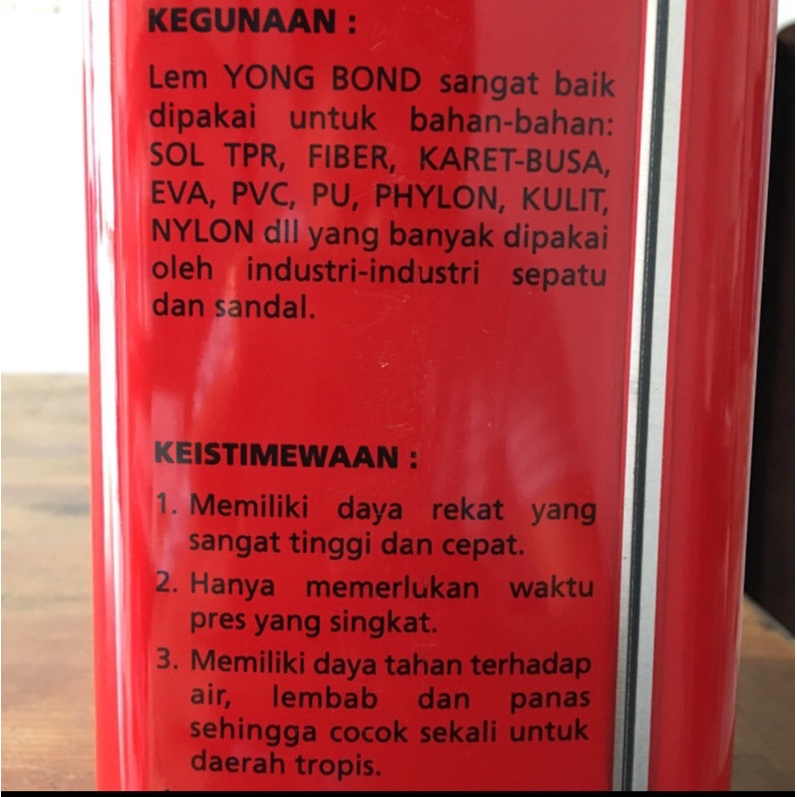 KEGUNAAN :
Lem YONG BOND sangat baik
dipakai untuk bahan-bahan:
SOL TPR, FIBER, KARET-BUSA,
EVA, PVC, PU, PHYLON, KULIT,
NYLON dll yang banyak dipakai
oleh industri-industri sepatu
dan sandal.
KEISTIMEWAAN :
1. Memiliki daya rekat yang
sangat tinggi dan cepat.
2. Hanya memerlukan waktu
pres yang singkat.
3. Memiliki daya tahan terhadap
air, lembab dan panas
sehingga cocok sekali untuk
daerah tropis.